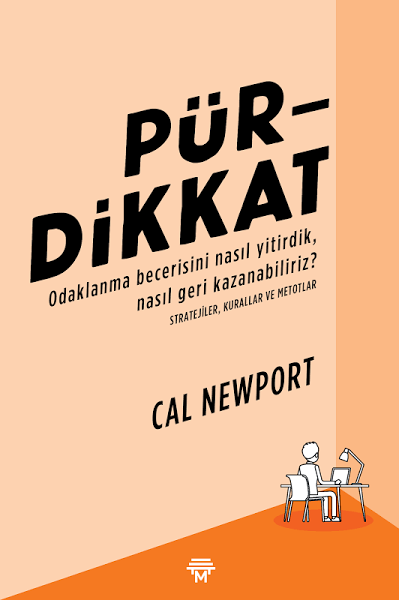 PÜR–
DİKKAT
Odaklanma becerisini nasıl yitirdik,
nasıl geri kazanabiliriz?
STRATEJİLER, KURALLAR VE METOTLAR
CAL NEWPORT
M